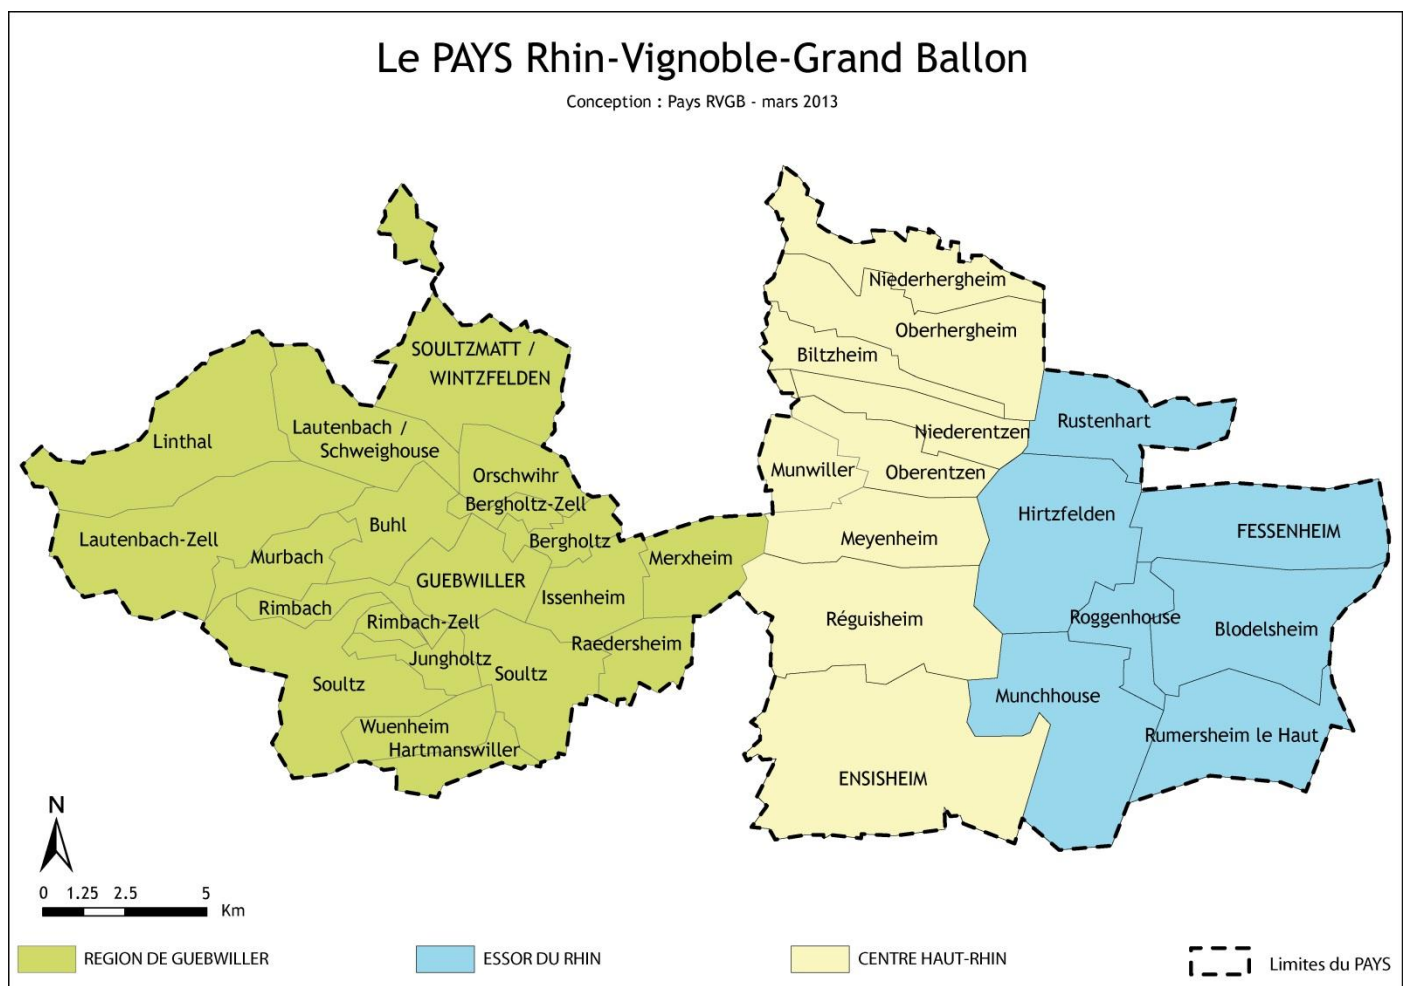 Le PAYS Rhin-Vignoble-Grand Ballon
Conception : Pays RVGB - mars 2013
Niederhergheim
Oberhergheim
SOULTZMATT /
WINTZFELDEN
Biltzheim
Rustenhart
Lautenbach /
Schweighouse
Linthal
Niederentzen
Munwiller
Oberentzen
Orschwihr
Bergholtz-Zell
Hirtzfelden
Buhl
FESSENHEIM
Lautenbach-Zell
Bergholtz
Meyenheim
Murbach
Merxheim
GUEBWILLER
Issenheim
Rimbach
Rimbach-Zell
Réguisheim
Roggenhouse
Blodelsheim
Raedersheim
Jungholtz
Soultz
Soultz
Munchhouse
Wuenheim
Rumersheim le Haut
Hartmanswiller
ENSISHEIM
N
0 1.25 2.5 5
Km
REGION DE GUEBWILLER
ESSOR DU RHIN
CENTRE HAUT-RHIN
Limites du PAYS